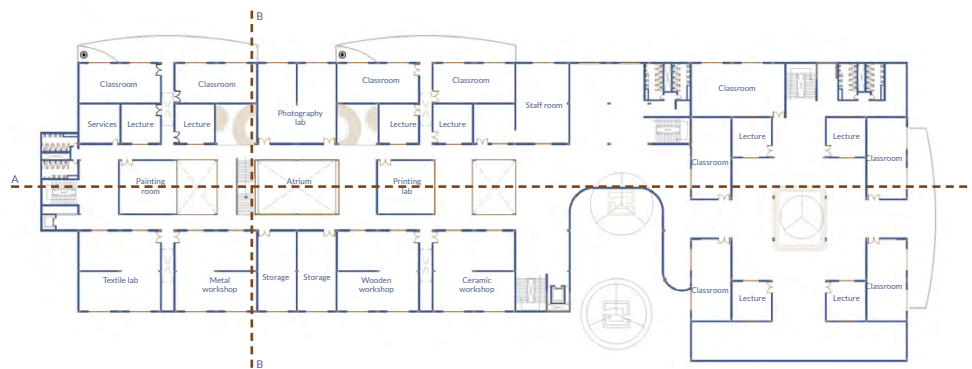 B
Classroom
Classroom
Classroom
Classroom
Classroom
Staff room
Photography
lab
Services
Lecture
Lecture
Lecture
Lecture
Lecture
Lecture
Classroom
Classroom
A
A
Painting
room
Atrium
Printing
lab
Textile lab
Metal
workshop
Storage
Storage
Wooden
workshop
Ceramic
workshop
Classroom
Lecture
Lecture
Classroom
B